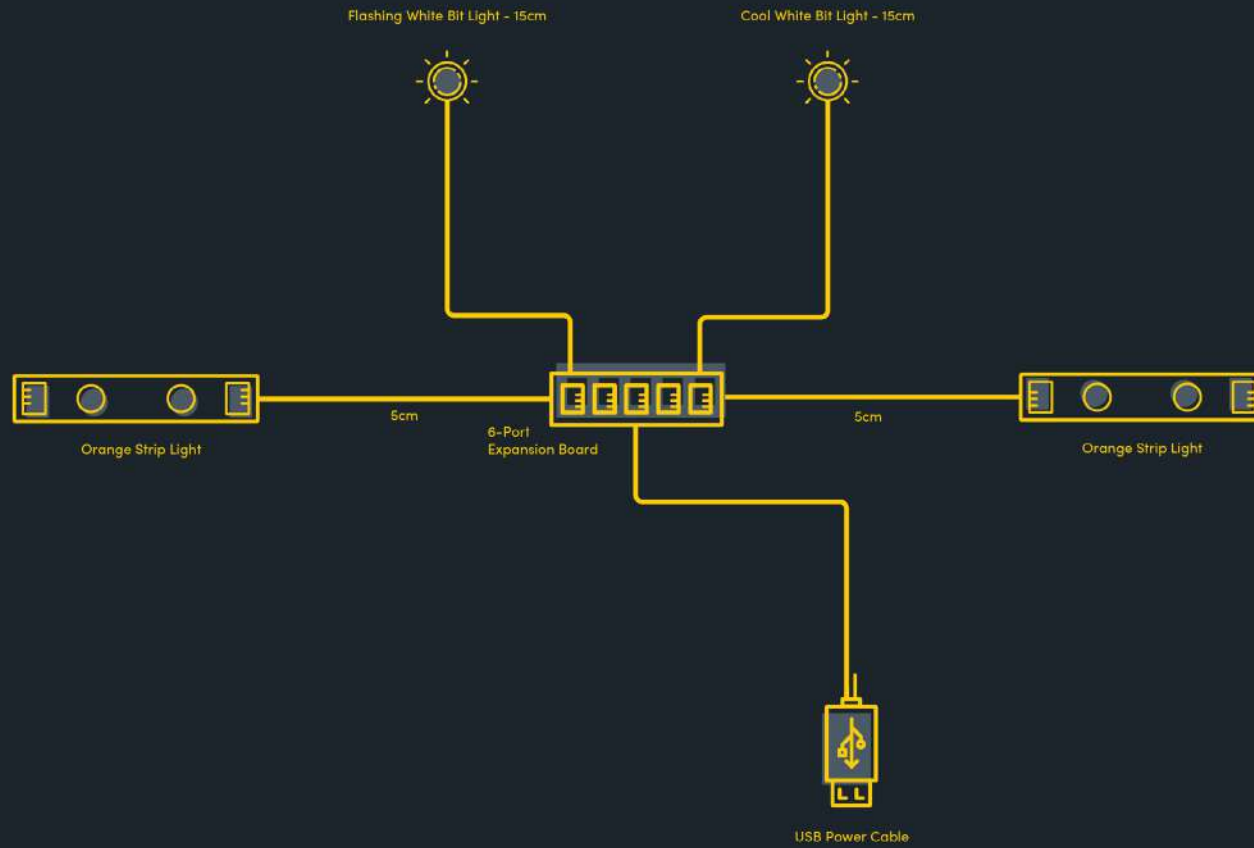 Flashing White Bit Light - 15cm
Cool White Bit Light - 15cm
5cm
5cm
6-Port
Expansion Board
Orange Strip Light
Orange Strip Light
USB Power Cable